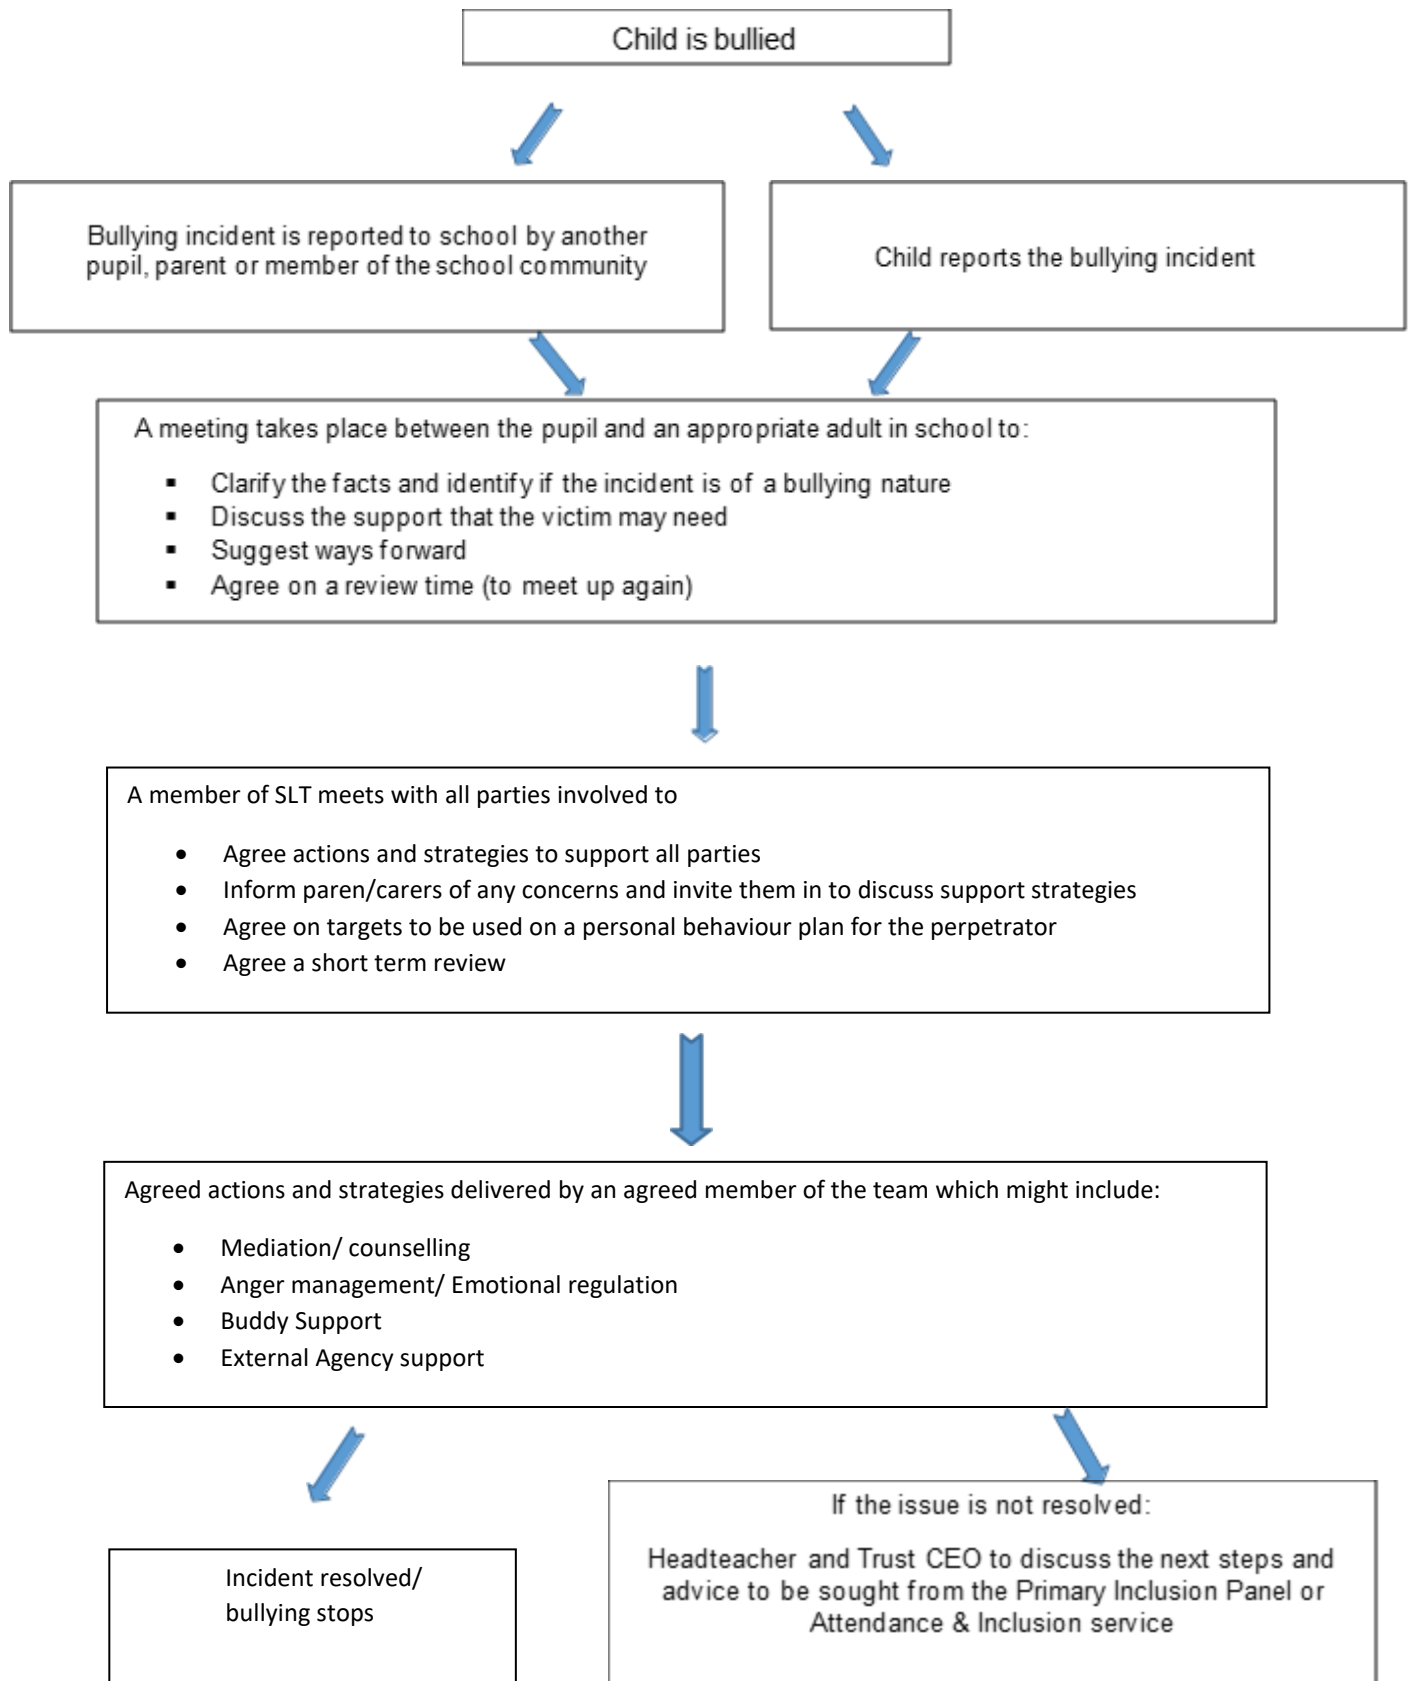 Child is bullied
Bullying incident is reported to school by another
pupil, parent or member of the school community
Child reports the bullying incident
A meeting takes place between the pupil and an appropriate adult in school to:
▪ Clarify the facts and identify if the incident is of a bullying nature
▪ Discuss the support that the victim may need
▪ Suggest ways forward
▪ Agree on a review time (to meet up again)
A member of SLT meets with all parties involved to
• Agree actions and strategies to support all parties
• Inform paren/carers of any concerns and invite them in to discuss support strategies
• Agree on targets to be used on a personal behaviour plan for the perpetrator
• Agree a short term review
Agreed actions and strategies delivered by an agreed member of the team which might include:
• Mediation/ counselling
• Anger management/ Emotional regulation
• Buddy Support
• External Agency support
Incident resolved/
bullying stops
If the issue is not resolved:
Headteacher and Trust CEO to discuss the next steps and
advice to be sought from the Primary Inclusion Panel or
Attendance & Inclusion service